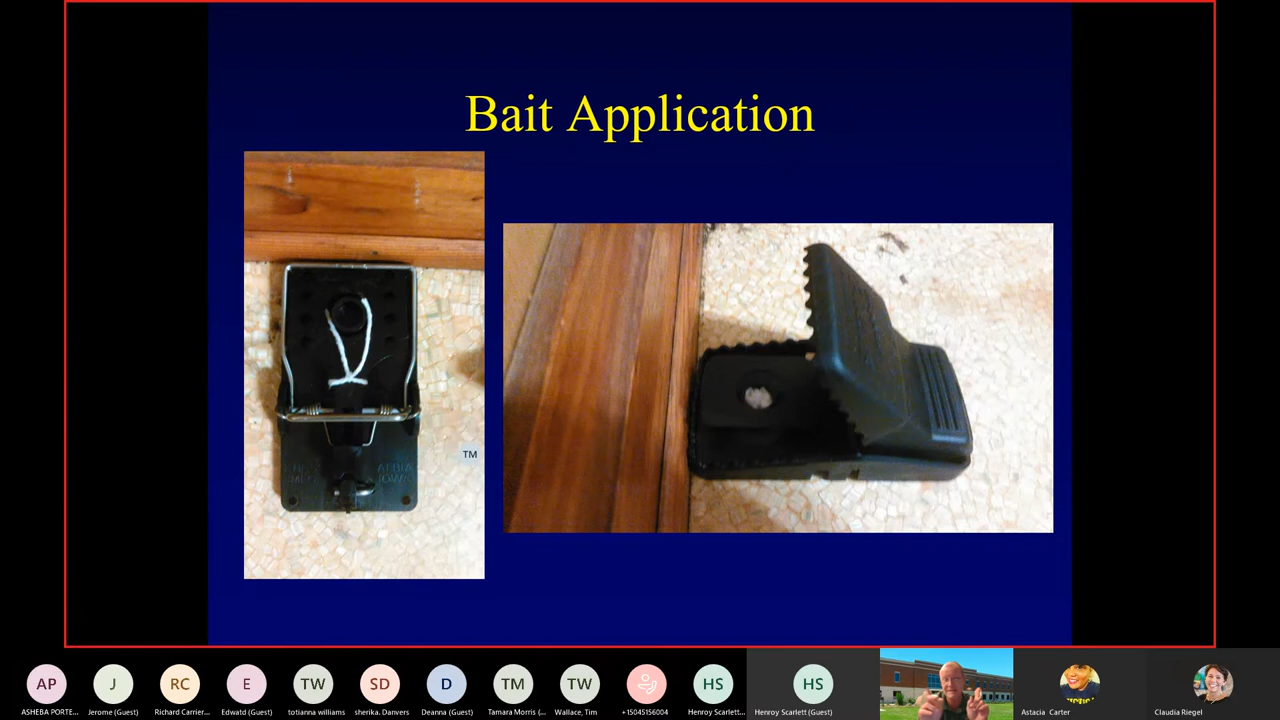 Bait Application
TM
AP
J
RC
E
TW
SD
D
TM
TW
HS
HS
ASHEBA PORTE...
Jerome (Guest)
Richard Carrier...
Edwatd (Guest)
totianna williams
sherika. Danvers
Deanna (Guest)
Tamara Morris (...
Wallace, Tim
+15045156004
Henroy Scarlett...
Henroy Scarlett (Guest)
Astacia Carter
Claudia Riegel